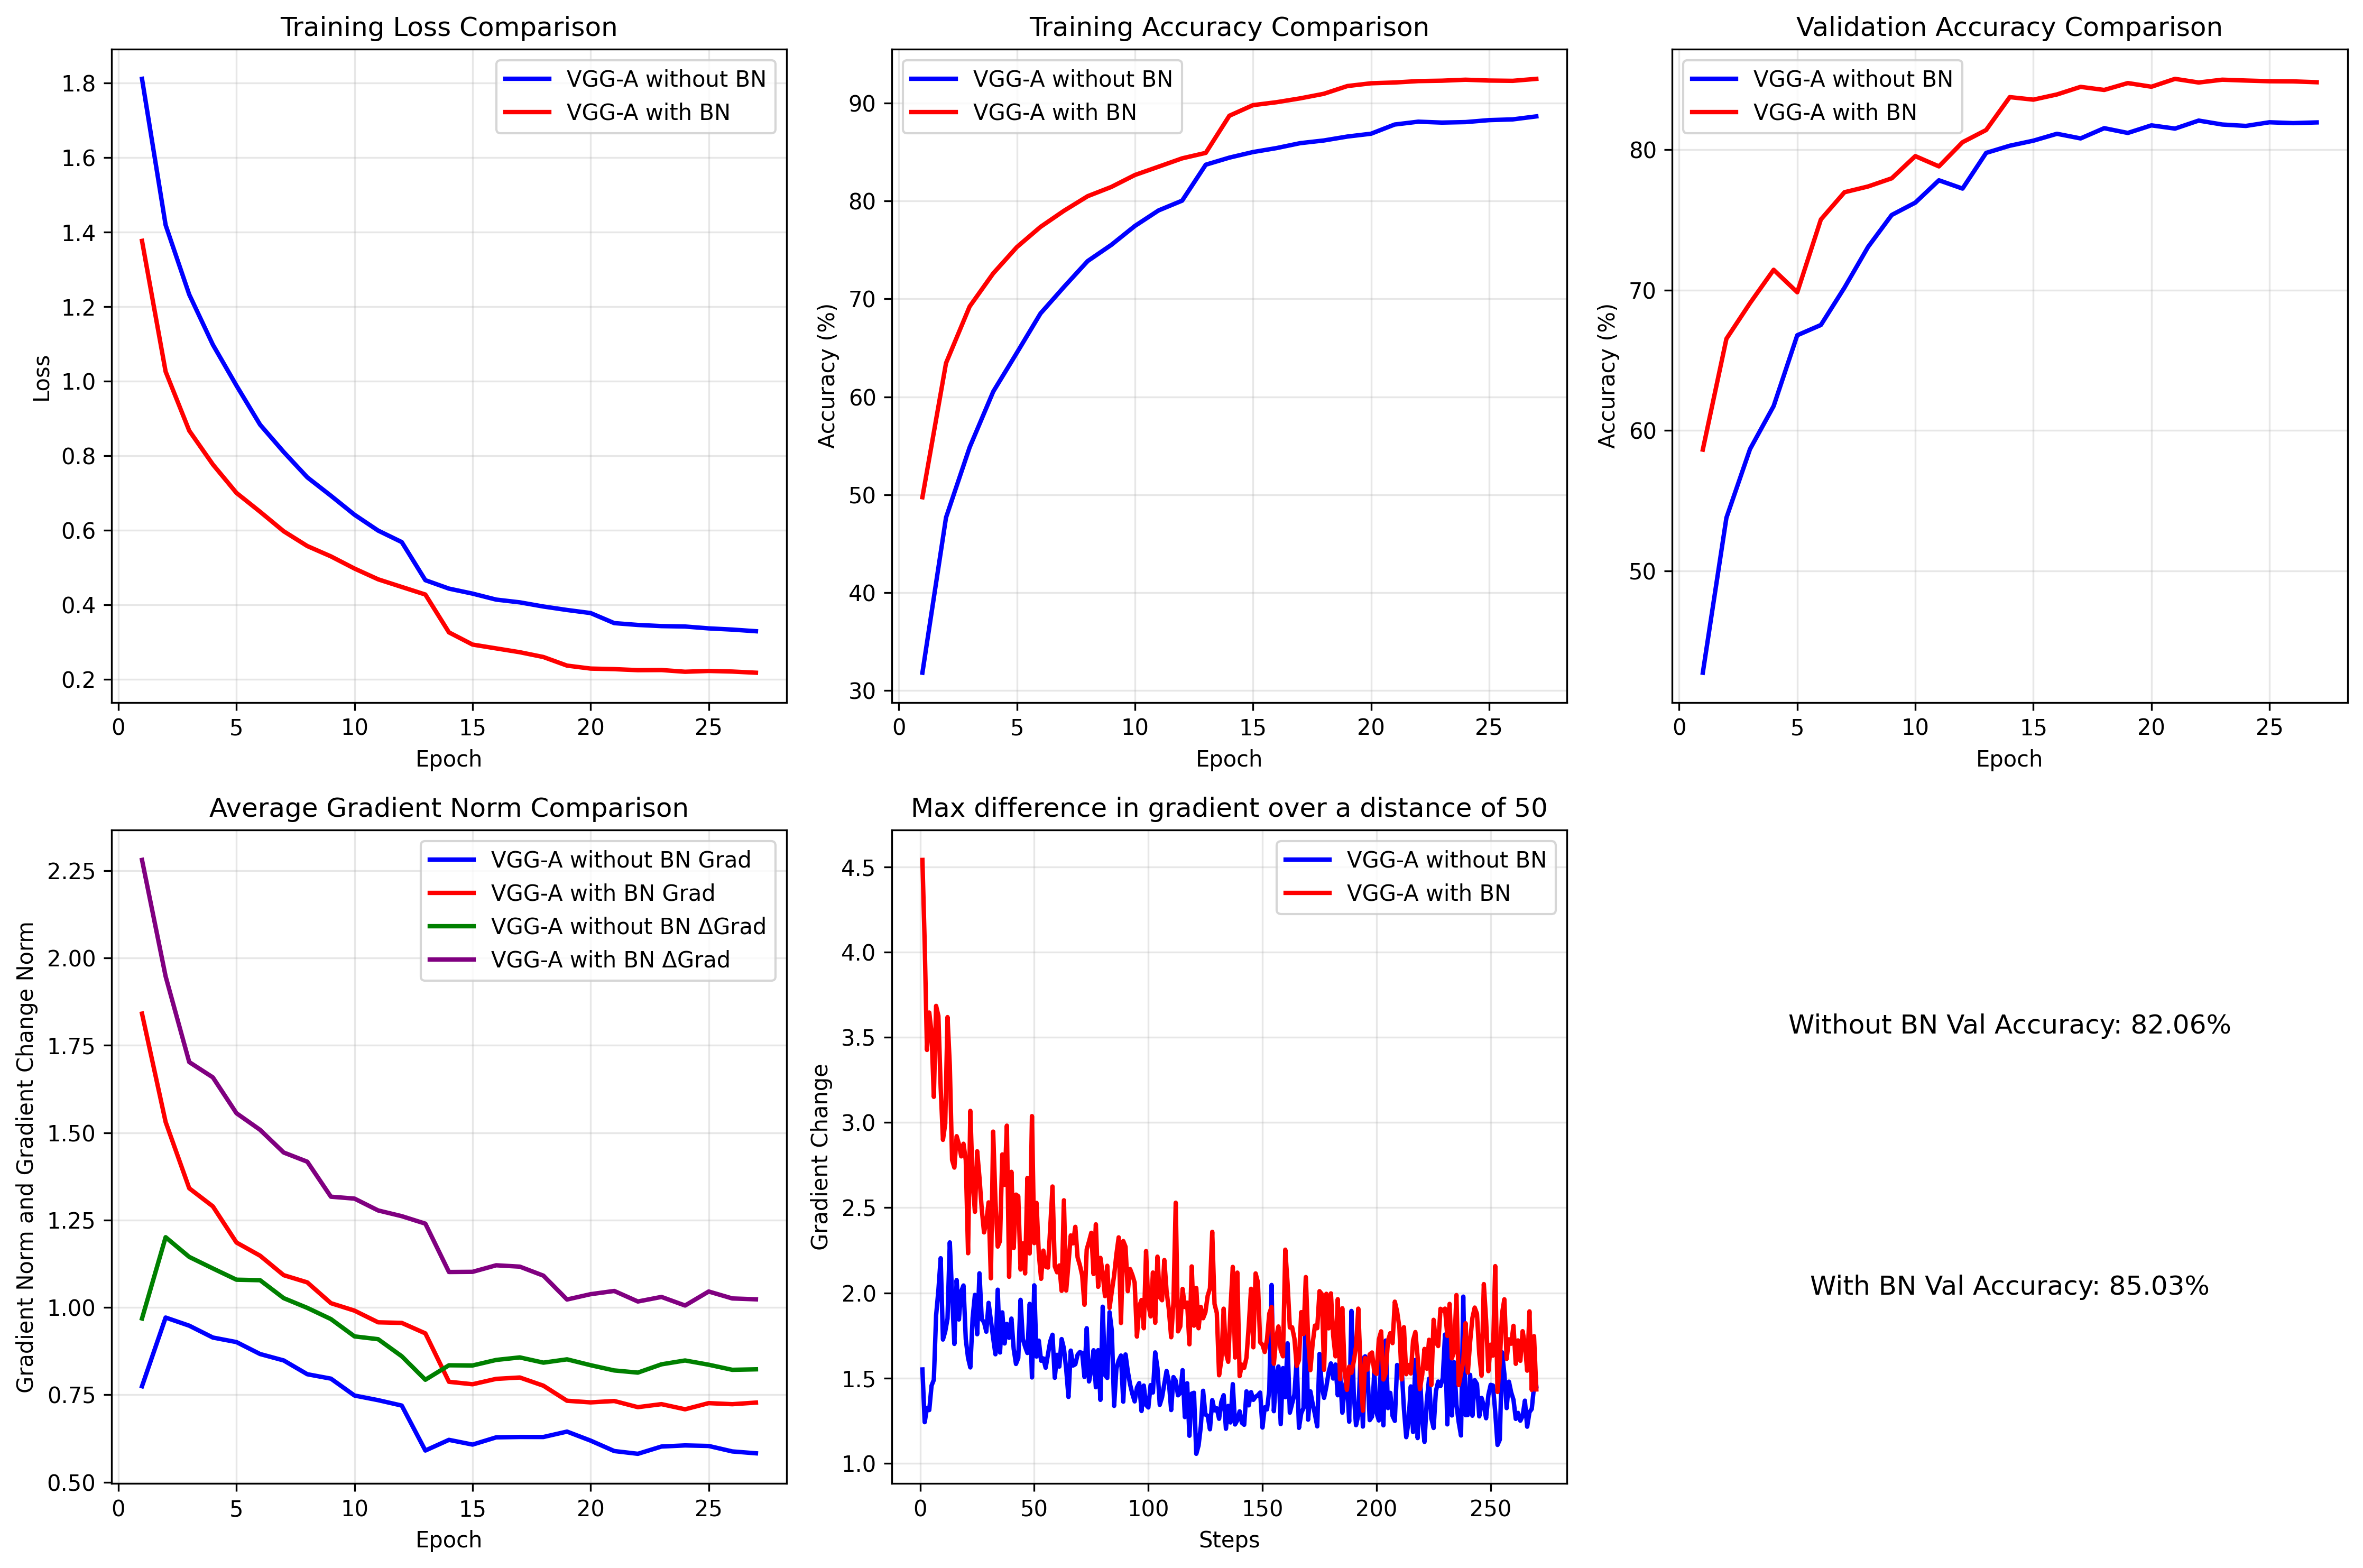 Training Loss Comparison
Loss
1.8
1.6
1.4
1.2
1.0
0.8
0.6
0.4
0.2
VGG-A without BN
VGG-A with BN
0 5 10 15 20 25
Epoch
Training Accuracy Comparison
Accuracy (%)
90
80
70
60
50
40
30
VGG-A without BN
VGG-A with BN
0 5 10 15 20 25
Epoch
Validation Accuracy Comparison
Accuracy (%)
80
70
60
50
VGG-A without BN
VGG-A with BN
0 5 10 15 20 25
Epoch
Average Gradient Norm Comparison
Gradient Norm and Gradient Change Norm
2.25
2.00
1.75
1.50
1.25
1.00
0.75
0.50
VGG-A without BN Grad
VGG-A with BN Grad
VGG-A without BN ΔGrad
VGG-A with BN ΔGrad
0 5 10 15 20 25
Epoch
Max difference in gradient over a distance of 50
Gradient Change
4.5
4.0
3.5
3.0
2.5
2.0
1.5
1.0
VGG-A without BN
VGG-A with BN
0 50 100 150 200 250
Steps
Without BN Val Accuracy: 82.06%
With BN Val Accuracy: 85.03%